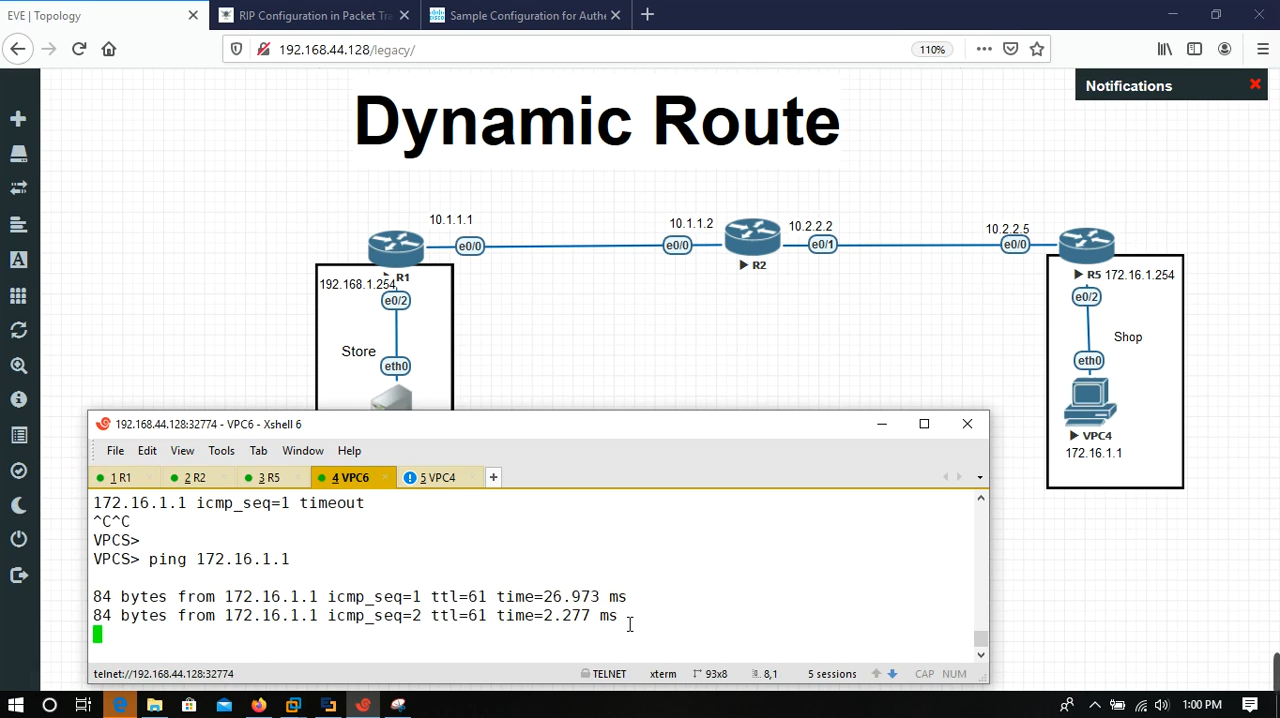 EVE | Topology
RIP Configuration in Packet Tra
Sample Configuration for Authe
192.168.44.128/legacy/
110%
Notifications
Dynamic Route
10.1.1.1
10.1.1.2
10.2.2.2
10.2.2.5
e0/0
e0/0
e0/1
e0/0
R1
R2
R5
172.16.1.254
192.168.1.254
e0/2
e0/2
Store
Shop
eth0
eth0
VPC4
172.16.1.1
192.168.44.128:32774 - VPC6 - Xshell 6
File Edit View Tools Tab Window Help
1 R1
2 R2
3 R5
4 VPC6
5 VPC4
172.16.1.1 icmp_seq=1 timeout
^C^C
VPCS>
VPCS> ping 172.16.1.1
84 bytes from 172.16.1.1 icmp_seq=1 ttl=61 time=26.973 ms
84 bytes from 172.16.1.1 icmp_seq=2 ttl=61 time=2.277 ms
telnet://192.168.44.128:32774
TELNET
xterm
93x8
8,1
5 sessions
CAP NUM
1:00 PM